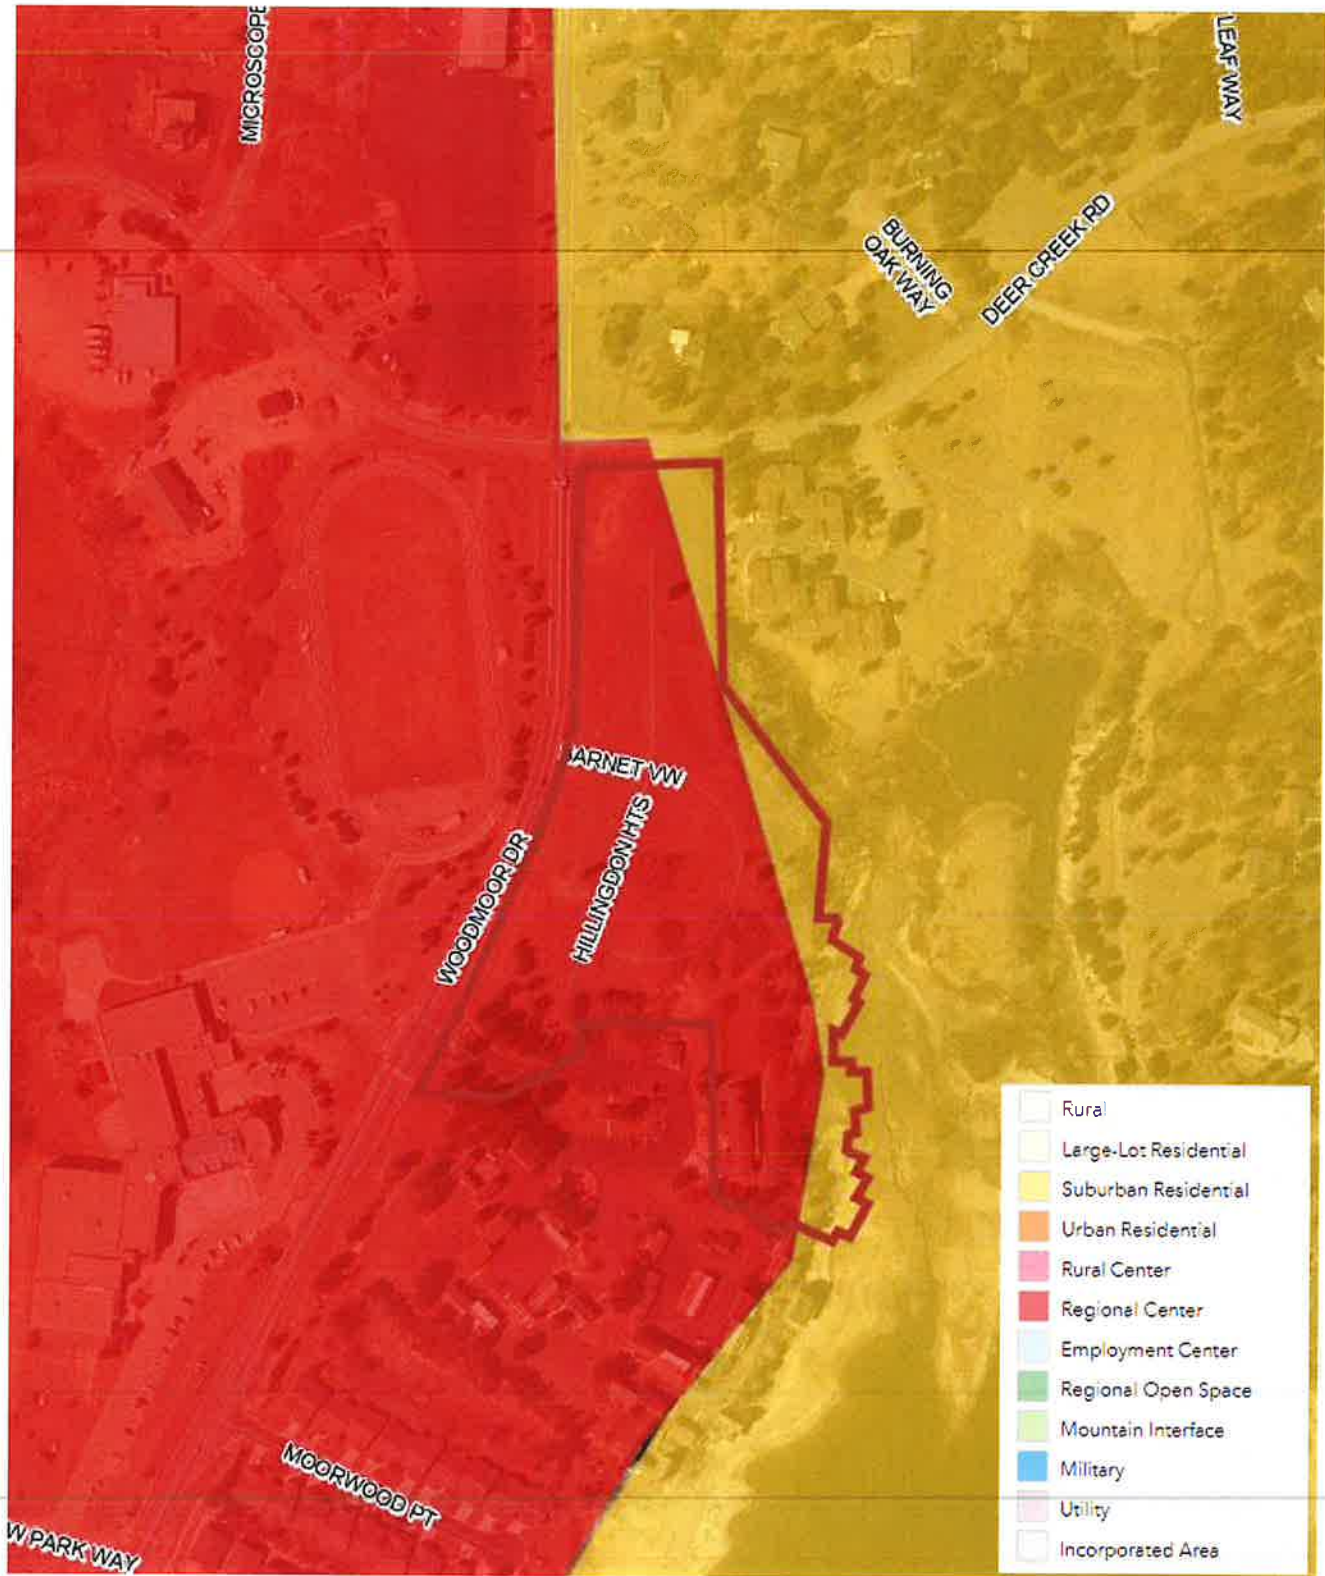 MICROSCOPE
LEAF WAY
BURNING
OAK WAY
DEER CREEK RD
BARNET VW
HILLINGDON HTS
WOODMOOR DR
MOORWOOD PT
W PARK WAY
Rural
Large-Lot Residential
Suburban Residential
Urban Residential
Rural Center
Regional Center
Employment Center
Regional Open Space
Mountain Interface
Military
Utility
Incorporated Area